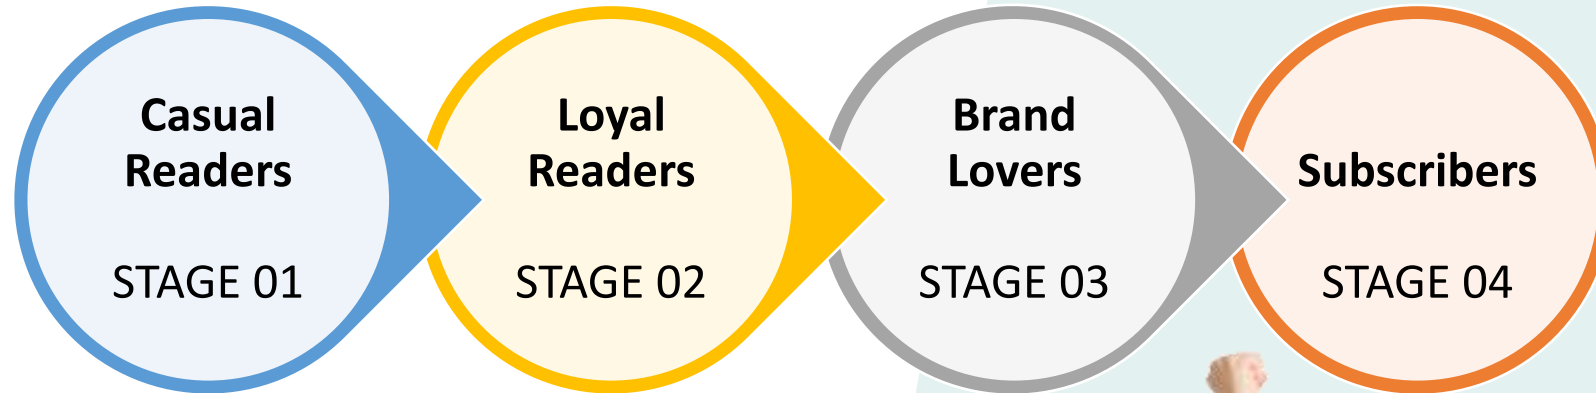 Casual
Readers
STAGE 01
Loyal
Readers
STAGE 02
Brand
Lovers
STAGE 03
Subscribers
STAGE 04